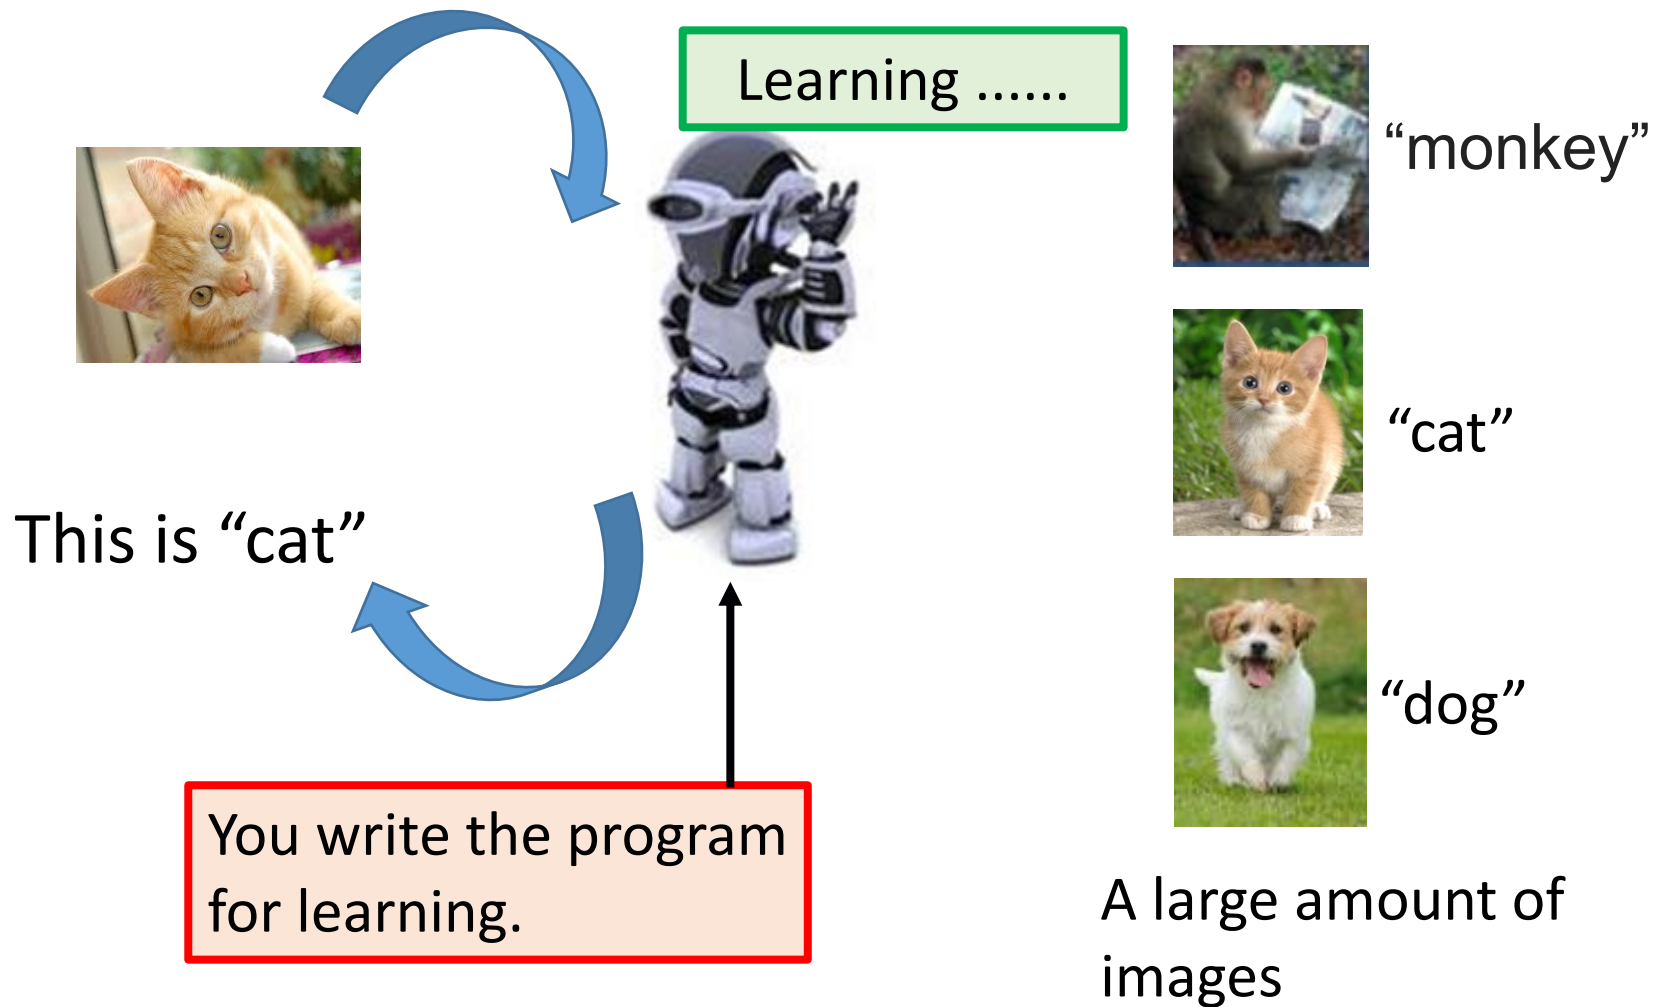 Learning ......
“monkey”
“cat”
This is “cat”
“dog”
You write the program
for learning.
A large amount of
images